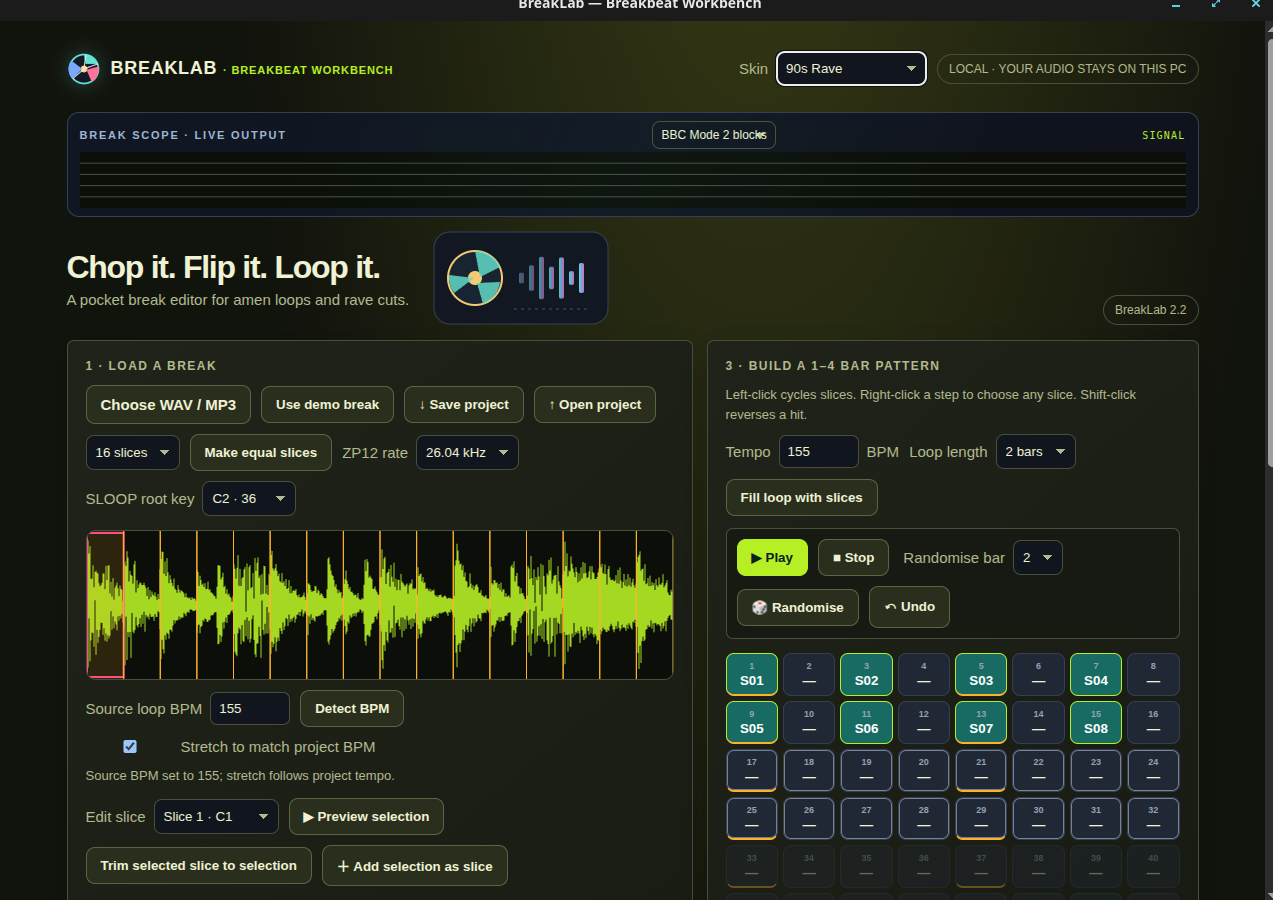 BreakLab — Breakbeat Workbench
BREAKLAB · BREAKBEAT WORKBENCH
Skin 90s Rave LOCAL · YOUR AUDIO STAYS ON THIS PC
BREAK SCOPE · LIVE OUTPUT BBC Mode 2 blocks SIGNAL
Chop it. Flip it. Loop it.
A pocket break editor for amen loops and rave cuts.
BreakLab 2.2
1 · LOAD A BREAK
Choose WAV / MP3 Use demo break ↓ Save project ↑ Open project
16 slices Make equal slices ZP12 rate 26.04 kHz
SLOOP root key C2 · 36
Source loop BPM 155 Detect BPM
Stretch to match project BPM
Source BPM set to 155; stretch follows project tempo.
Edit slice Slice 1 · C1 ▶ Preview selection
Trim selected slice to selection ＋ Add selection as slice
3 · BUILD A 1–4 BAR PATTERN
Left-click cycles slices. Right-click a step to choose any slice. Shift-click
reverses a hit.
Tempo 155 BPM Loop length 2 bars
Fill loop with slices
▶ Play ■ Stop Randomise bar 2
🎲 Randomise ↶ Undo
1 2 3 4 5 6 7 8
S01 — S02 — S03 — S04 —
9 10 11 12 13 14 15 16
S05 — S06 — S07 — S08 —
17 18 19 20 21 22 23 24
— — — — — — — —
25 26 27 28 29 30 31 32
— — — — — — — —
33 34 35 36 37 38 39 40
— — — — — — — —